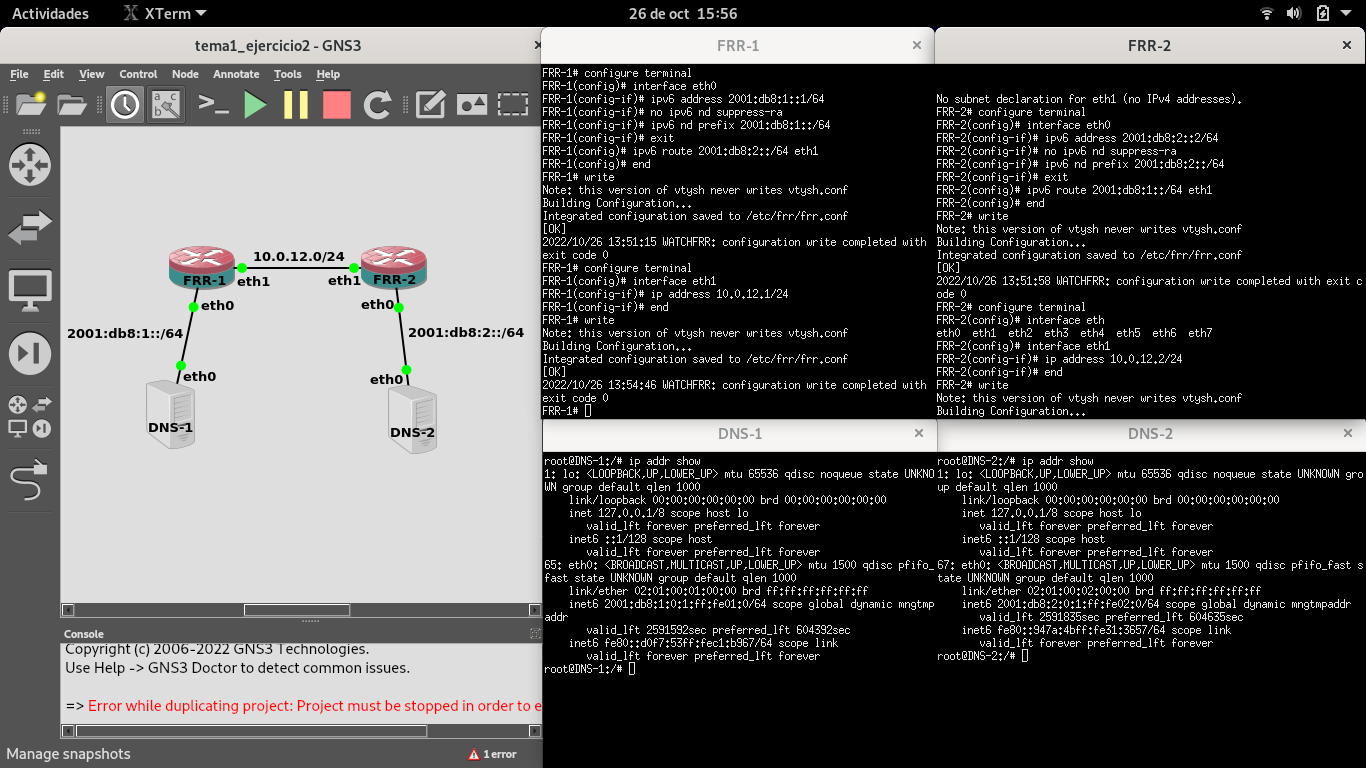 Actividades
XTerm
26 de oct 15:56
tema1_ejercicio2 - GNS3
File Edit View Control Node Annotate Tools Help
10.0.12.0/24
FRR-1
eth1
eth1
FRR-2
eth0
eth0
2001:db8:1::/64
2001:db8:2::/64
eth0
eth0
DNS-1
DNS-2
Console
Copyright (c) 2006-2022 GNS3 Technologies.
Use Help -> GNS3 Doctor to detect common issues.
=> Error while duplicating project: Project must be stopped in order to e
Manage snapshots
1 error
FRR-1
FRR-1# configure terminal
FRR-1(config)# interface eth0
FRR-1(config-if)# ipv6 address 2001:db8:1::1/64
FRR-1(config-if)# no ipv6 nd suppress-ra
FRR-1(config-if)# ipv6 nd prefix 2001:db8:1::/64
FRR-1(config-if)# exit
FRR-1(config)# ipv6 route 2001:db8:2::/64 eth1
FRR-1(config)# end
FRR-1# write
Note: this version of vtysh never writes vtysh.conf
Building Configuration...
Integrated configuration saved to /etc/frr/frr.conf
[OK]
2022/10/26 13:51:15 WATCHFRR: configuration write completed with
exit code 0
FRR-1# configure terminal
FRR-1(config)# interface eth1
FRR-1(config-if)# ip address 10.0.12.1/24
FRR-1(config-if)# end
FRR-1# write
Note: this version of vtysh never writes vtysh.conf
Building Configuration...
Integrated configuration saved to /etc/frr/frr.conf
[OK]
2022/10/26 13:54:46 WATCHFRR: configuration write completed with
exit code 0
FRR-1#
FRR-2
No subnet declaration for eth1 (no IPv4 addresses).
FRR-2# configure terminal
FRR-2(config)# interface eth0
FRR-2(config-if)# ipv6 address 2001:db8:2::2/64
FRR-2(config-if)# no ipv6 nd suppress-ra
FRR-2(config-if)# ipv6 nd prefix 2001:db8:2::/64
FRR-2(config-if)# exit
FRR-2(config)# ipv6 route 2001:db8:1::/64 eth1
FRR-2(config)# end
FRR-2# write
Note: this version of vtysh never writes vtysh.conf
Building Configuration...
Integrated configuration saved to /etc/frr/frr.conf
[OK]
2022/10/26 13:51:58 WATCHFRR: configuration write completed with exit c
ode 0
FRR-2# configure terminal
FRR-2(config)# interface eth
eth0 eth1 eth2 eth3 eth4 eth5 eth6 eth7
FRR-2(config)# interface eth1
FRR-2(config-if)# ip address 10.0.12.2/24
FRR-2(config-if)# end
FRR-2# write
Note: this version of vtysh never writes vtysh.conf
Building Configuration...
DNS-1
root@DNS-1:/# ip addr show
1: lo: <LOOPBACK,UP,LOWER_UP> mtu 65536 qdisc noqueue state UNKNO
WN group default qlen 1000
link/loopback 00:00:00:00:00:00 brd 00:00:00:00:00:00
inet 127.0.0.1/8 scope host lo
valid_lft forever preferred_lft forever
inet6 ::1/128 scope host
valid_lft forever preferred_lft forever
65: eth0: <BROADCAST,MULTICAST,UP,LOWER_UP> mtu 1500 qdisc pfifo_
fast state UNKNOWN group default qlen 1000
link/ether 02:01:00:01:00:00 brd ff:ff:ff:ff:ff:ff
inet6 2001:db8:1:0:1:ff:fe01:0/64 scope global dynamic mngtmp
addr
valid_lft 2591592sec preferred_lft 604392sec
inet6 fe80::d0f7:53ff:fec1:b967/64 scope link
valid_lft forever preferred_lft forever
root@DNS-1:/#
DNS-2
root@DNS-2:/# ip addr show
1: lo: <LOOPBACK,UP,LOWER_UP> mtu 65536 qdisc noqueue state UNKNOWN gro
up default qlen 1000
link/loopback 00:00:00:00:00:00 brd 00:00:00:00:00:00
inet 127.0.0.1/8 scope host lo
valid_lft forever preferred_lft forever
inet6 ::1/128 scope host
valid_lft forever preferred_lft forever
67: eth0: <BROADCAST,MULTICAST,UP,LOWER_UP> mtu 1500 qdisc pfifo_fast s
tate UNKNOWN group default qlen 1000
link/ether 02:01:00:02:00:00 brd ff:ff:ff:ff:ff:ff
inet6 2001:db8:2:0:1:ff:fe02:0/64 scope global dynamic mngtmpaddr
valid_lft 2591835sec preferred_lft 604635sec
inet6 fe80::947a:4bff:fe31:3657/64 scope link
valid_lft forever preferred_lft forever
root@DNS-2:/#